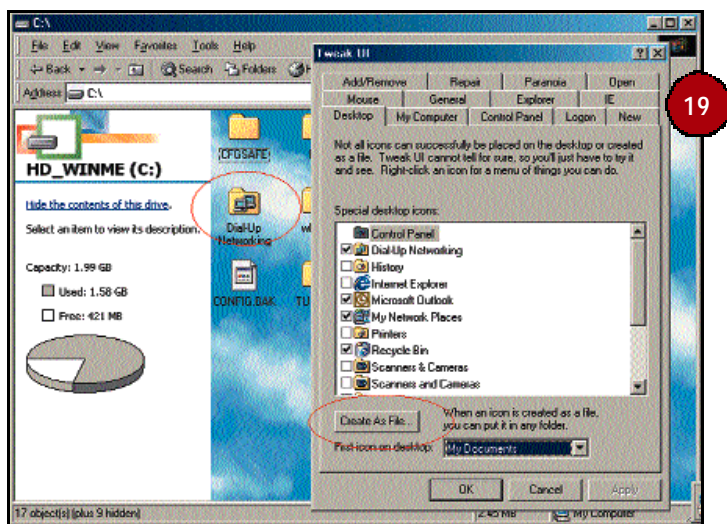 C:\
File Edit View Favorites Tools Help
Back Search Folders
Address C:\
HD_WINME (C:)
Hide the contents of this drive.
Select an item to view its description.
Capacity: 1.99 GB
Used: 1.58 GB
Free: 421 MB
(CFGSAFE)
Dial-Up
Networking
CONFIG.BAK
17 object(s) (plus 9 hidden)
2.45 MB
My Computer
Tweak UI
Add/Remove Repair Paranoia Open
Mouse General Explorer IE
Desktop My Computer Control Panel Logon New
Not all icons can successfully be placed on the desktop or created
as a file. Tweak UI cannot tell for sure, so you'll just have to try it
and see. Right-click an icon for a menu of things you can do.
Special desktop icons:
Control Panel
Dial-Up Networking
History
Internet Explorer
Microsoft Outlook
My Network Places
Printers
Recycle Bin
Scanners & Cameras
Scanners and Cameras
Create As File...
When an icon is created as a file,
you can put it in any folder.
First icon on desktop: My Documents
OK Cancel Apply
19